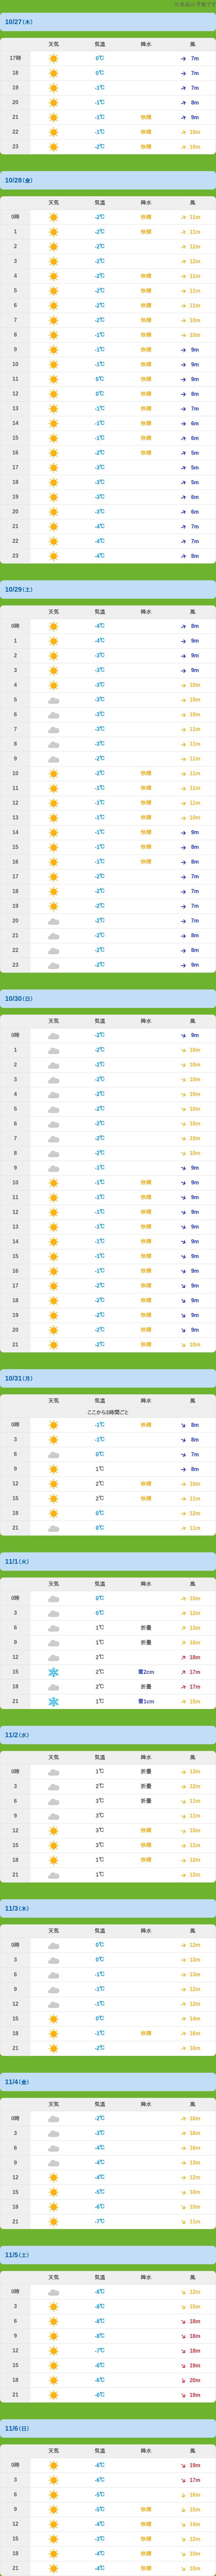 10/27(木)
天気 気温 降水 風
17時 0℃ 7m
18 0℃ 7m
19 -1℃ 7m
20 -1℃ 8m
21 -1℃ 快晴 9m
22 -1℃ 快晴 10m
23 -2℃ 快晴 10m
10/28(金)
天気 気温 降水 風
0時 -2℃ 快晴 11m
1 -2℃ 快晴 11m
2 -2℃ 12m
3 -2℃ 12m
4 -2℃ 快晴 11m
5 -2℃ 快晴 11m
6 -2℃ 快晴 11m
7 -2℃ 快晴 10m
8 -1℃ 快晴 10m
9 -1℃ 快晴 9m
10 -1℃ 快晴 9m
11 0℃ 快晴 9m
12 0℃ 快晴 8m
13 -1℃ 快晴 7m
14 -1℃ 快晴 6m
15 -1℃ 快晴 6m
16 -2℃ 快晴 5m
17 -3℃ 5m
18 -3℃ 5m
19 -3℃ 6m
20 -3℃ 6m
21 -4℃ 7m
22 -4℃ 7m
23 -4℃ 8m
10/29(土)
天気 気温 降水 風
0時 -4℃ 8m
1 -4℃ 9m
2 -3℃ 9m
3 -3℃ 9m
4 -3℃ 10m
5 -3℃ 10m
6 -3℃ 10m
7 -3℃ 11m
8 -3℃ 11m
9 -2℃ 11m
10 -2℃ 快晴 11m
11 -1℃ 快晴 11m
12 -1℃ 快晴 11m
13 -1℃ 快晴 10m
14 -1℃ 快晴 9m
15 -1℃ 快晴 8m
16 -1℃ 快晴 8m
17 -2℃ 7m
18 -2℃ 7m
19 -2℃ 7m
20 -2℃ 7m
21 -2℃ 8m
22 -2℃ 8m
23 -2℃ 9m
10/30(日)
天気 気温 降水 風
0時 -2℃ 9m
1 -2℃ 10m
2 -2℃ 10m
3 -2℃ 10m
4 -2℃ 10m
5 -2℃ 10m
6 -2℃ 10m
7 -2℃ 10m
8 -2℃ 10m
9 -1℃ 9m
10 -1℃ 快晴 9m
11 -1℃ 快晴 9m
12 -1℃ 快晴 9m
13 -1℃ 快晴 9m
14 -1℃ 快晴 9m
15 -1℃ 快晴 9m
16 -1℃ 快晴 9m
17 -2℃ 快晴 9m
18 -2℃ 快晴 9m
19 -2℃ 快晴 9m
20 -2℃ 快晴 9m
21 -2℃ 快晴 10m
10/31(月)
天気 気温 降水 風
ここから3時間ごと
0時 -1℃ 快晴 8m
3 -1℃ 8m
6 0℃ 7m
9 1℃ 8m
12 2℃ 快晴 10m
15 2℃ 快晴 11m
18 0℃ 12m
21 0℃ 11m
11/1(火)
天気 気温 降水 風
0時 0℃ 10m
3 0℃ 12m
6 1℃ 折畳 13m
9 1℃ 折畳 16m
12 2℃ 18m
15 2℃ 雪2cm 17m
18 2℃ 折畳 17m
21 1℃ 雪1cm 15m
11/2(水)
天気 気温 降水 風
0時 1℃ 折畳 13m
3 2℃ 折畳 12m
6 3℃ 折畳 11m
9 3℃ 11m
12 3℃ 快晴 10m
15 3℃ 快晴 11m
18 1℃ 快晴 12m
21 1℃ 12m
11/3(木)
天気 気温 降水 風
0時 0℃ 12m
3 0℃ 13m
6 -1℃ 13m
9 -1℃ 12m
12 -1℃ 12m
15 0℃ 14m
18 -1℃ 快晴 16m
21 -2℃ 16m
11/4(金)
天気 気温 降水 風
0時 -2℃ 16m
3 -3℃ 16m
6 -4℃ 16m
9 -4℃ 13m
12 -4℃ 12m
15 -5℃ 10m
18 -6℃ 10m
21 -7℃ 11m
11/5(土)
天気 気温 降水 風
0時 -8℃ 12m
3 -8℃ 15m
6 -8℃ 18m
9 -8℃ 18m
12 -7℃ 18m
15 -6℃ 19m
18 -6℃ 20m
21 -6℃ 19m
11/6(日)
天気 気温 降水 風
0時 -6℃ 19m
3 -6℃ 17m
6 -5℃ 16m
9 -5℃ 快晴 15m
12 -4℃ 快晴 14m
15 -3℃ 快晴 12m
18 -4℃ 快晴 10m
21 -4℃ 快晴 10m